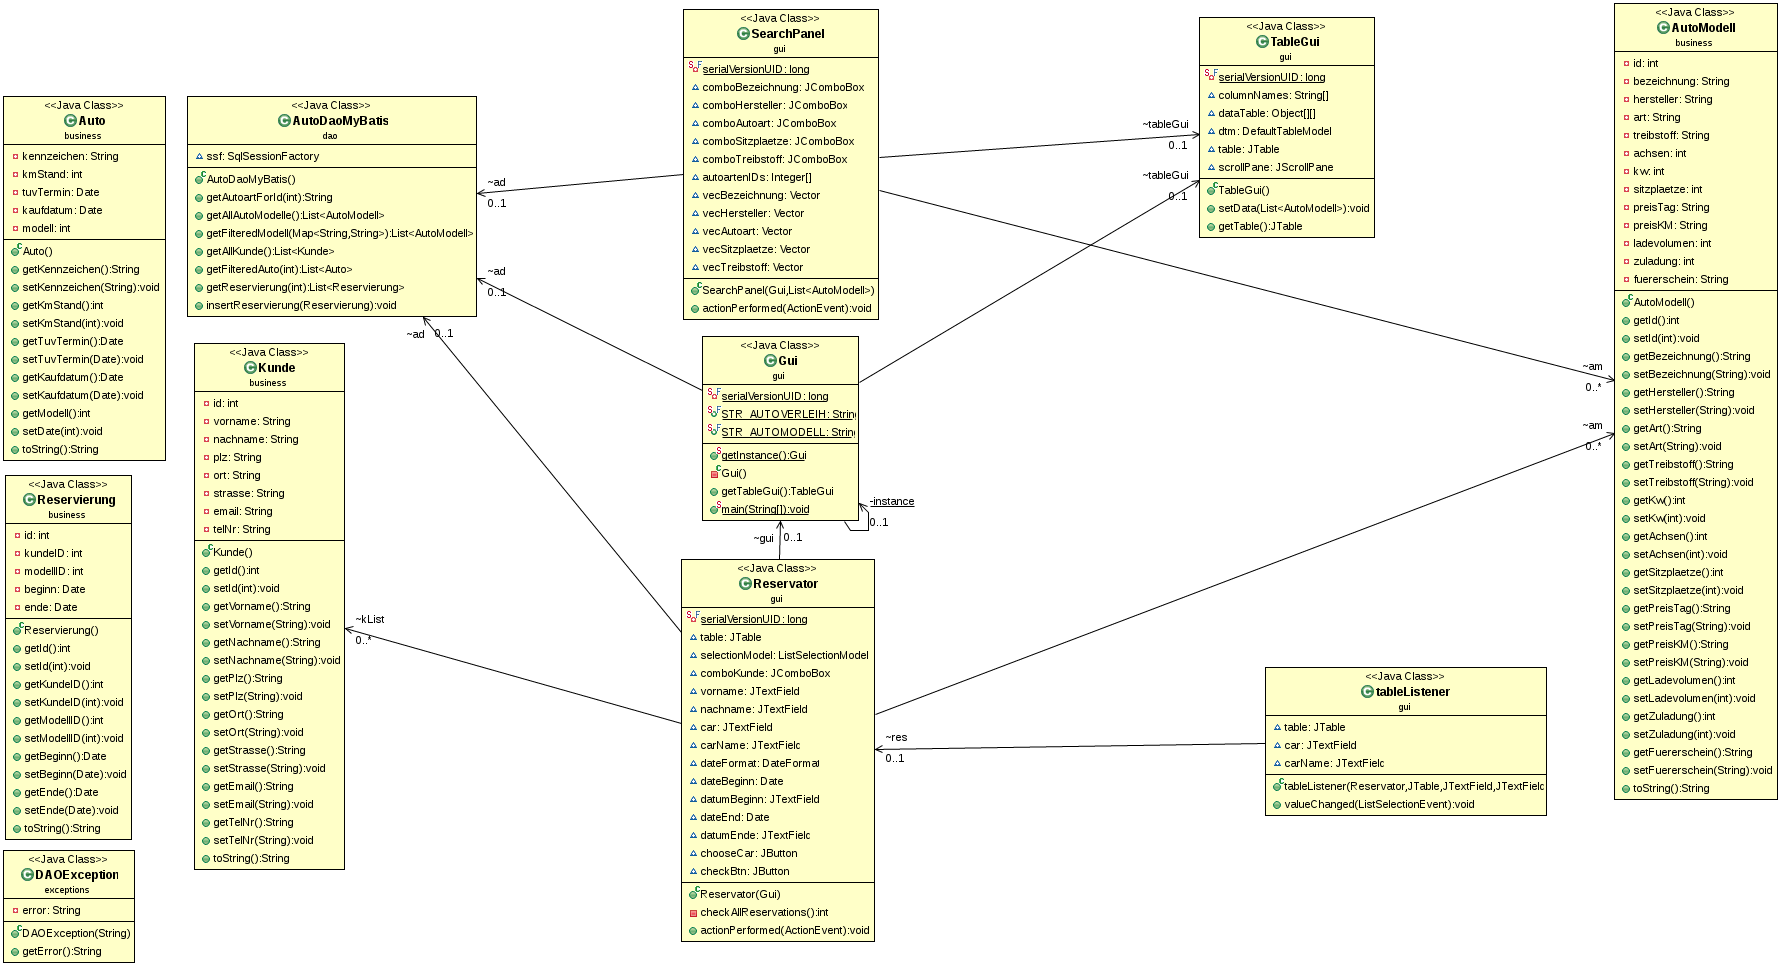 <<Java Class>>
Auto
business
kennzeichen: String
kmStand: int
tuvTermin: Date
kaufdatum: Date
modell: int
Auto()
getKennzeichen():String
setKennzeichen(String):void
getKmStand():int
setKmStand(int):void
getTuvTermin():Date
setTuvTermin(Date):void
getKaufdatum():Date
setKaufdatum(Date):void
getModell():int
setDate(int):void
toString():String
<<Java Class>>
Reservierung
business
id: int
kundeID: int
modellID: int
beginn: Date
ende: Date
Reservierung()
getId():int
setId(int):void
getKundeID():int
setKundeID(int):void
getModellID():int
setModellID(int):void
getBeginn():Date
setBeginn(Date):void
getEnde():Date
setEnde(Date):void
toString():String
<<Java Class>>
DAOException
exceptions
error: String
DAOException(String)
getError():String
<<Java Class>>
AutoDaoMyBatis
dao
ssf: SqlSessionFactory
AutoDaoMyBatis()
getAutoartForId(int):String
getAllAutoModelle():List<AutoModell>
getFilteredModell(Map<String,String>):List<AutoModell>
getAllKunde():List<Kunde>
getFilteredAuto(int):List<Auto>
getReservierung(int):List<Reservierung>
insertReservierung(Reservierung):void
<<Java Class>>
Kunde
business
id: int
vorname: String
nachname: String
plz: String
ort: String
strasse: String
email: String
telNr: String
Kunde()
getId():int
setId(int):void
getVorname():String
setVorname(String):void
getNachname():String
setNachname(String):void
getPlz():String
setPlz(String):void
getOrt():String
setOrt(String):void
getStrasse():String
setStrasse(String):void
getEmail():String
setEmail(String):void
getTelNr():String
setTelNr(String):void
toString():String
~ad
0..1
~ad
0..1
~ad
0..1
~kList
0..*
<<Java Class>>
SearchPanel
gui
serialVersionUID: long
comboBezeichnung: JComboBox
comboHersteller: JComboBox
comboAutoart: JComboBox
comboSitzplaetze: JComboBox
comboTreibstoff: JComboBox
autoartenIDs: Integer[]
vecBezeichnung: Vector
vecHersteller: Vector
vecAutoart: Vector
vecSitzplaetze: Vector
vecTreibstoff: Vector
SearchPanel(Gui,List<AutoModell>)
actionPerformed(ActionEvent):void
<<Java Class>>
Gui
gui
serialVersionUID: long
STR_AUTOVERLEIH: String
STR_AUTOMODELL: String
getInstance():Gui
Gui()
getTableGui():TableGui
main(String[]):void
-instance
0..1
~gui
0..1
<<Java Class>>
Reservator
gui
serialVersionUID: long
table: JTable
selectionModel: ListSelectionModel
comboKunde: JComboBox
vorname: JTextField
nachname: JTextField
car: JTextField
carName: JTextField
dateFormat: DateFormat
dateBeginn: Date
datumBeginn: JTextField
dateEnd: Date
datumEnde: JTextField
chooseCar: JButton
checkBtn: JButton
Reservator(Gui)
checkAllReservations():int
actionPerformed(ActionEvent):void
~res
0..1
~tableGui
0..1
~tableGui
0..1
<<Java Class>>
TableGui
gui
serialVersionUID: long
columnNames: String[]
dataTable: Object[][]
dtm: DefaultTableModel
table: JTable
scrollPane: JScrollPane
TableGui()
setData(List<AutoModell>):void
getTable():JTable
<<Java Class>>
tableListener
gui
table: JTable
car: JTextField
carName: JTextField
tableListener(Reservator,JTable,JTextField,JTextField
valueChanged(ListSelectionEvent):void
~am
0..*
~am
0..*
<<Java Class>>
AutoModell
business
id: int
bezeichnung: String
hersteller: String
art: String
treibstoff: String
achsen: int
kw: int
sitzplaetze: int
preisTag: String
preisKM: String
ladevolumen: int
zuladung: int
fuererschein: String
AutoModell()
getId():int
setId(int):void
getBezeichnung():String
setBezeichnung(String):void
getHersteller():String
setHersteller(String):void
getArt():String
setArt(String):void
getTreibstoff():String
setTreibstoff(String):void
getKw():int
setKw(int):void
getAchsen():int
setAchsen(int):void
getSitzplaetze():int
setSitzplaetze(int):void
getPreisTag():String
setPreisTag(String):void
getPreisKM():String
setPreisKM(String):void
getLadevolumen():int
setLadevolumen(int):void
getZuladung():int
setZuladung(int):void
getFuererschein():String
setFuererschein(String):void
toString():String